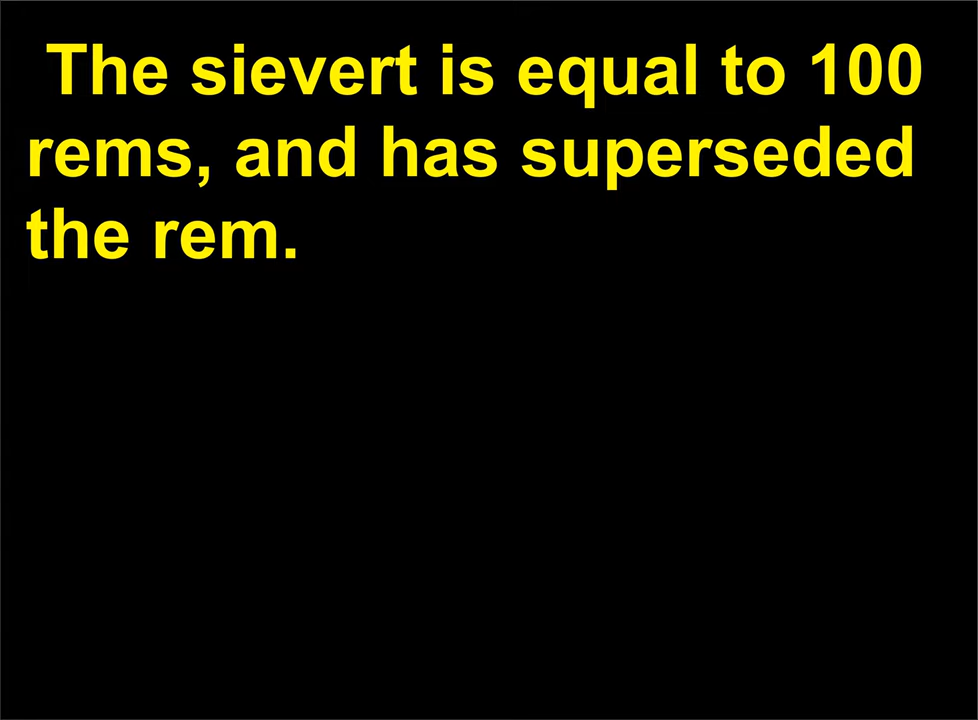 The sievert is equal to 100
rems, and has superseded
the rem.